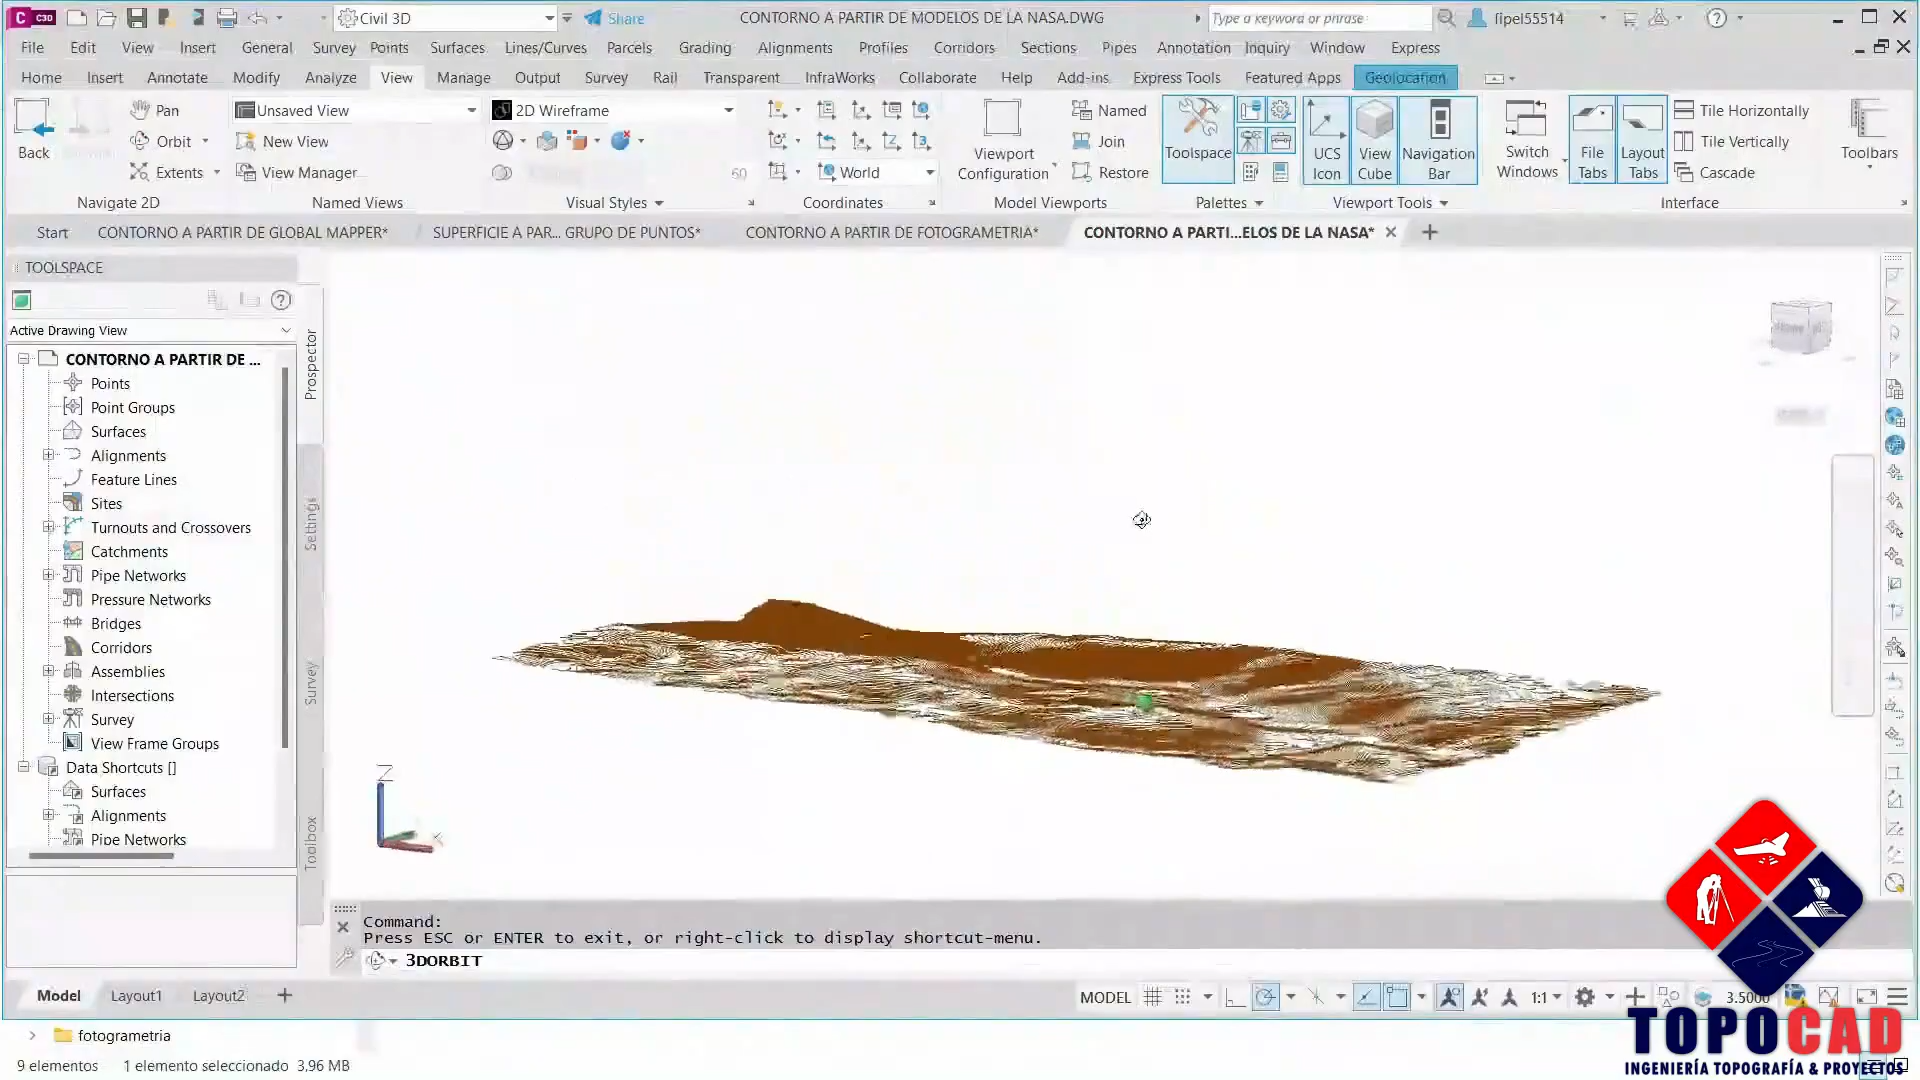 C3D
Civil 3D
Share
CONTORNO A PARTIR DE MODELOS DE LA NASA.DWG
Type a keyword or phrase
fipel55514
File Edit View Insert General Survey Points Surfaces Lines/Curves Parcels Grading Alignments Profiles Corridors Sections Pipes Annotation Inquiry Window Express
Home Insert Annotate Modify Analyze View Manage Output Survey Rail Transparent InfraWorks Collaborate Help Add-ins Express Tools Featured Apps Geolocation
Back
Pan
Orbit
Extents
Navigate 2D
Unsaved View
New View
View Manager...
Named Views
2D Wireframe
60
Visual Styles
World
Coordinates
Viewport
Configuration
Named
Join
Restore
Model Viewports
Toolspace
Palettes
UCS
Icon
View
Cube
Navigation
Bar
Viewport Tools
Switch
Windows
File
Tabs
Layout
Tabs
Tile Horizontally
Tile Vertically
Cascade
Interface
Toolbars
Start
CONTORNO A PARTIR DE GLOBAL MAPPER*
SUPERFICIE A PAR... GRUPO DE PUNTOS*
CONTORNO A PARTIR DE FOTOGRAMETRIA*
CONTORNO A PARTI...ELOS DE LA NASA*
TOOLSPACE
Active Drawing View
CONTORNO A PARTIR DE ...
Points
Point Groups
Surfaces
Alignments
Feature Lines
Sites
Turnouts and Crossovers
Catchments
Pipe Networks
Pressure Networks
Bridges
Corridors
Assemblies
Intersections
Survey
View Frame Groups
Data Shortcuts []
Surfaces
Alignments
Pipe Networks
Prospector
Settings
Survey
Toolbox
Z
X
Command:
Press ESC or ENTER to exit, or right-click to display shortcut-menu.
3DORBIT
Model
Layout1
Layout2
MODEL
1:1
3.5000
fotogrametria
9 elementos
1 elemento seleccionado 3,96 MB
TOPOCAD
INGENIERÍA TOPOGRAFÍA & PROYECTOS